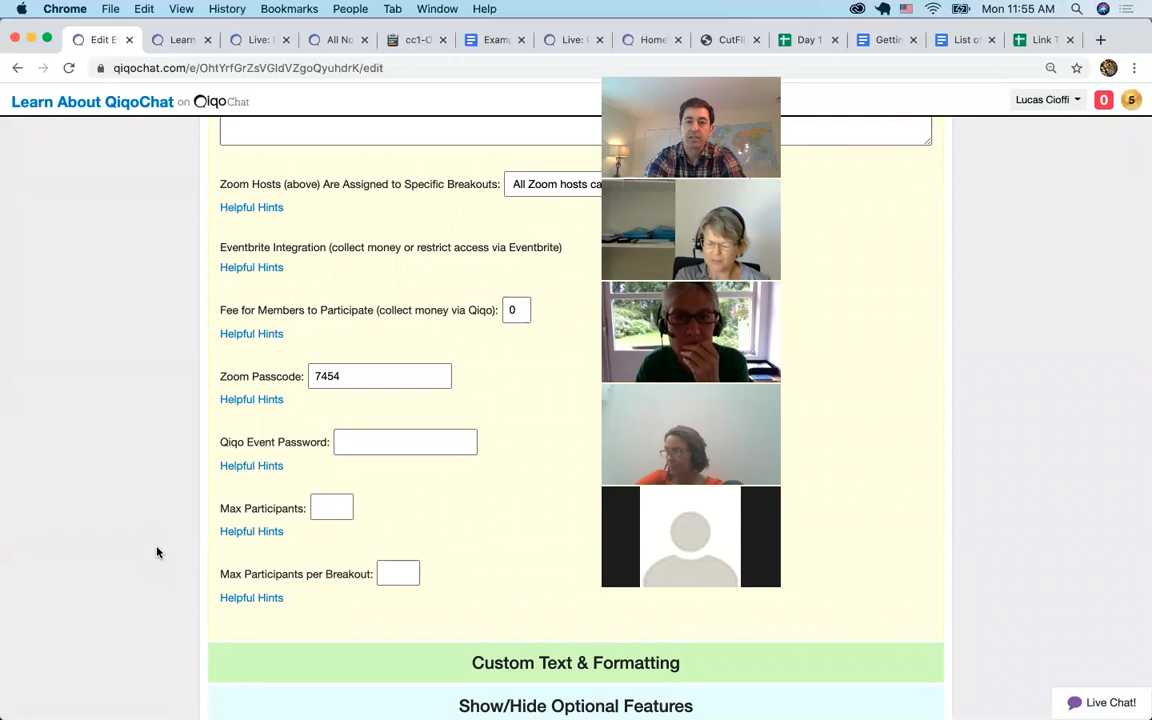 Chrome File Edit View History Bookmarks People Tab Window Help Mon 11:55 AM
Edit E Learn Live: All No cc1-O Examp Live: Home CutFil Day 1 Gettin List of Link T
qiqochat.com/e/OhtYrfGrZsVGldVZgoQyuhdrK/edit
Learn About QiqoChat on Qiqo Chat Lucas Cioffi 0 5
Zoom Hosts (above) Are Assigned to Specific Breakouts: All Zoom hosts ca
Helpful Hints
Eventbrite Integration (collect money or restrict access via Eventbrite)
Helpful Hints
Fee for Members to Participate (collect money via Qiqo): 0
Helpful Hints
Zoom Passcode: 7454
Helpful Hints
Qiqo Event Password:
Helpful Hints
Max Participants:
Helpful Hints
Max Participants per Breakout:
Helpful Hints
Custom Text & Formatting
Show/Hide Optional Features
Live Chat!